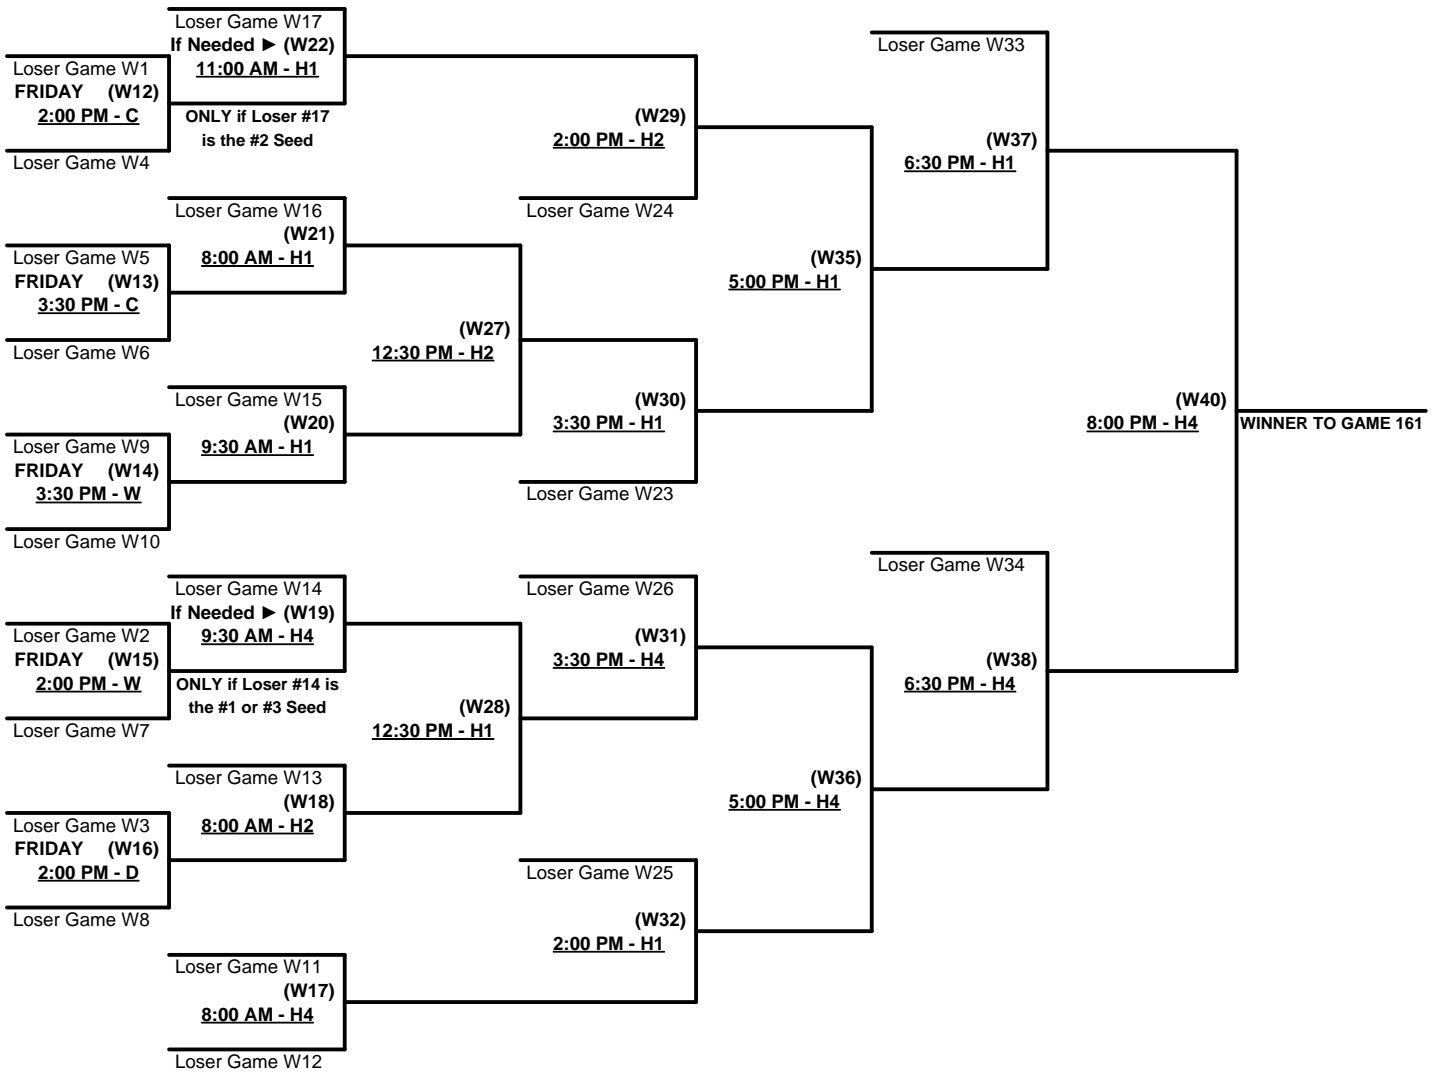 Loser Game W17
If Needed ► (W22)
11:00 AM - H1
ONLY if Loser #17
is the #2 Seed
Loser Game W1
FRIDAY (W12)
2:00 PM - C
Loser Game W4
Loser Game W16
(W21)
8:00 AM - H1
Loser Game W5
FRIDAY (W13)
3:30 PM - C
Loser Game W6
Loser Game W15
(W20)
9:30 AM - H1
Loser Game W9
FRIDAY (W14)
3:30 PM - W
Loser Game W10
Loser Game W14
If Needed ► (W19)
9:30 AM - H4
ONLY if Loser #14 is
the #1 or #3 Seed
Loser Game W2
FRIDAY (W15)
2:00 PM - W
Loser Game W7
Loser Game W13
(W18)
8:00 AM - H2
Loser Game W3
FRIDAY (W16)
2:00 PM - D
Loser Game W8
Loser Game W11
(W17)
8:00 AM - H4
Loser Game W12
(W27)
12:30 PM - H2
(W28)
12:30 PM - H1
(W29)
2:00 PM - H2
Loser Game W24
(W30)
3:30 PM - H1
Loser Game W23
Loser Game W26
(W31)
3:30 PM - H4
Loser Game W25
(W32)
2:00 PM - H1
(W35)
5:00 PM - H1
(W36)
5:00 PM - H4
Loser Game W33
(W37)
6:30 PM - H1
Loser Game W34
(W38)
6:30 PM - H4
(W40)
8:00 PM - H4
WINNER TO GAME 161